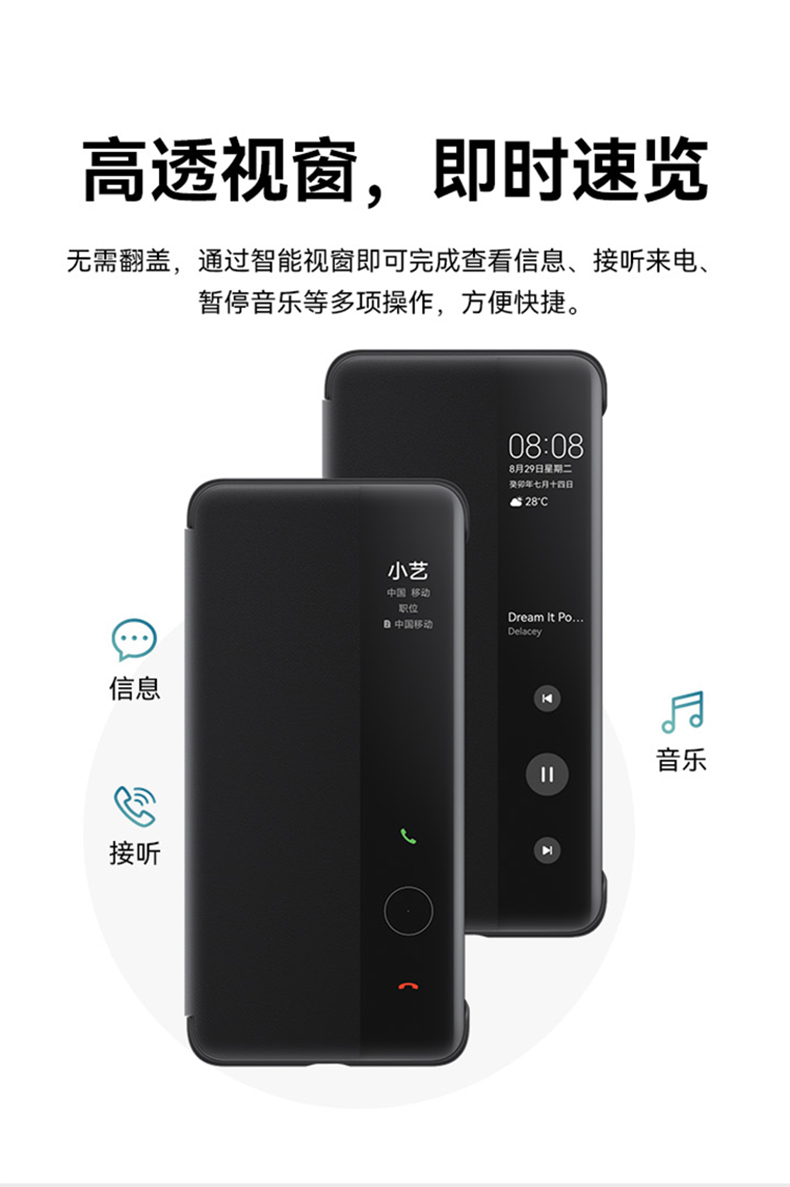 高透视窗，即时速览
无需翻盖，通过智能视窗即可完成查看信息、接听来电、
暂停音乐等多项操作，方便快捷。
08:08
8月29日星期二
癸卯年七月十四日
28°C
小艺
中国 移动
职位
2 中国移动
Dream It Po...
Delacey
信息
音乐
接听